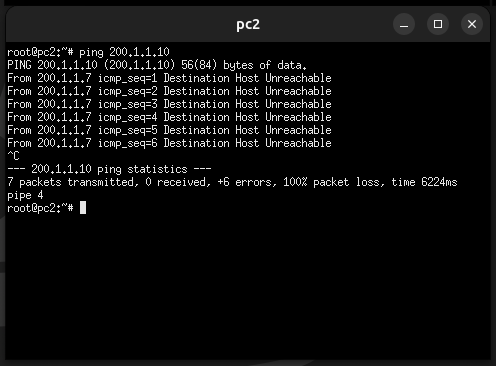 pc2
root@pc2:~# ping 200.1.1.10
PING 200.1.1.10 (200.1.1.10) 56(84) bytes of data.
From 200.1.1.7 icmp_seq=1 Destination Host Unreachable
From 200.1.1.7 icmp_seq=2 Destination Host Unreachable
From 200.1.1.7 icmp_seq=3 Destination Host Unreachable
From 200.1.1.7 icmp_seq=4 Destination Host Unreachable
From 200.1.1.7 icmp_seq=5 Destination Host Unreachable
From 200.1.1.7 icmp_seq=6 Destination Host Unreachable
^C
--- 200.1.1.10 ping statistics ---
7 packets transmitted, 0 received, +6 errors, 100% packet loss, time 6224ms
pipe 4
root@pc2:~#